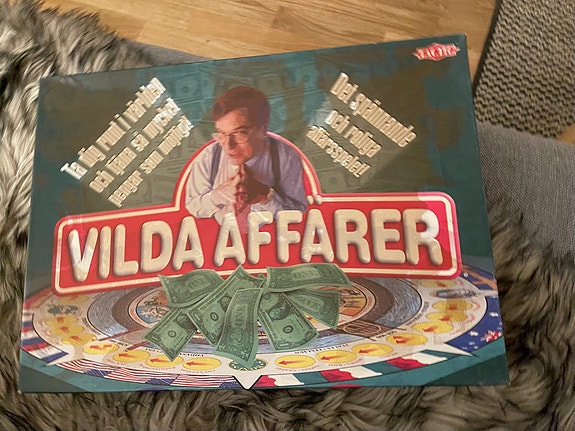 TACTIC
Ta dig runt i världen
och tjäna så mycket
pengar som möjligt!
Det spännande
och roliga
affärsspelet!
VILDA AFFÄRER